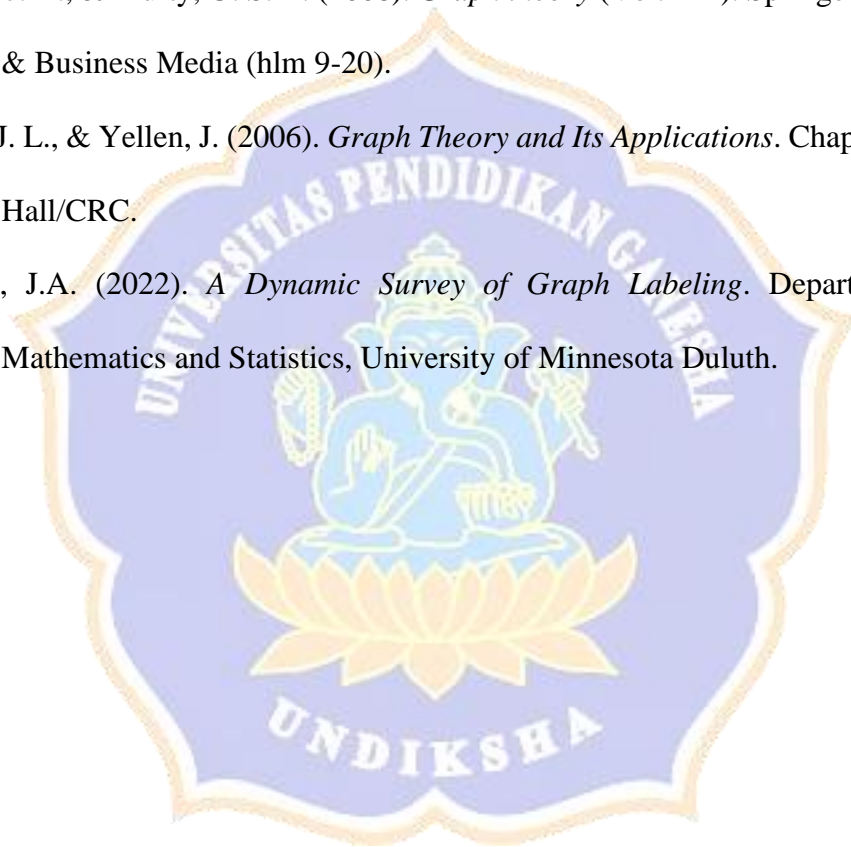 & Business Media (hlm 9-20).
J. L., & Yellen, J. (2006). Graph Theory and Its Applications. Chap
Hall/CRC.
, J.A. (2022). A Dynamic Survey of Graph Labeling. Depart
Mathematics and Statistics, University of Minnesota Duluth.
UNIVERSITAS PENDIDIKAN GANESHA
UNDIKSHA